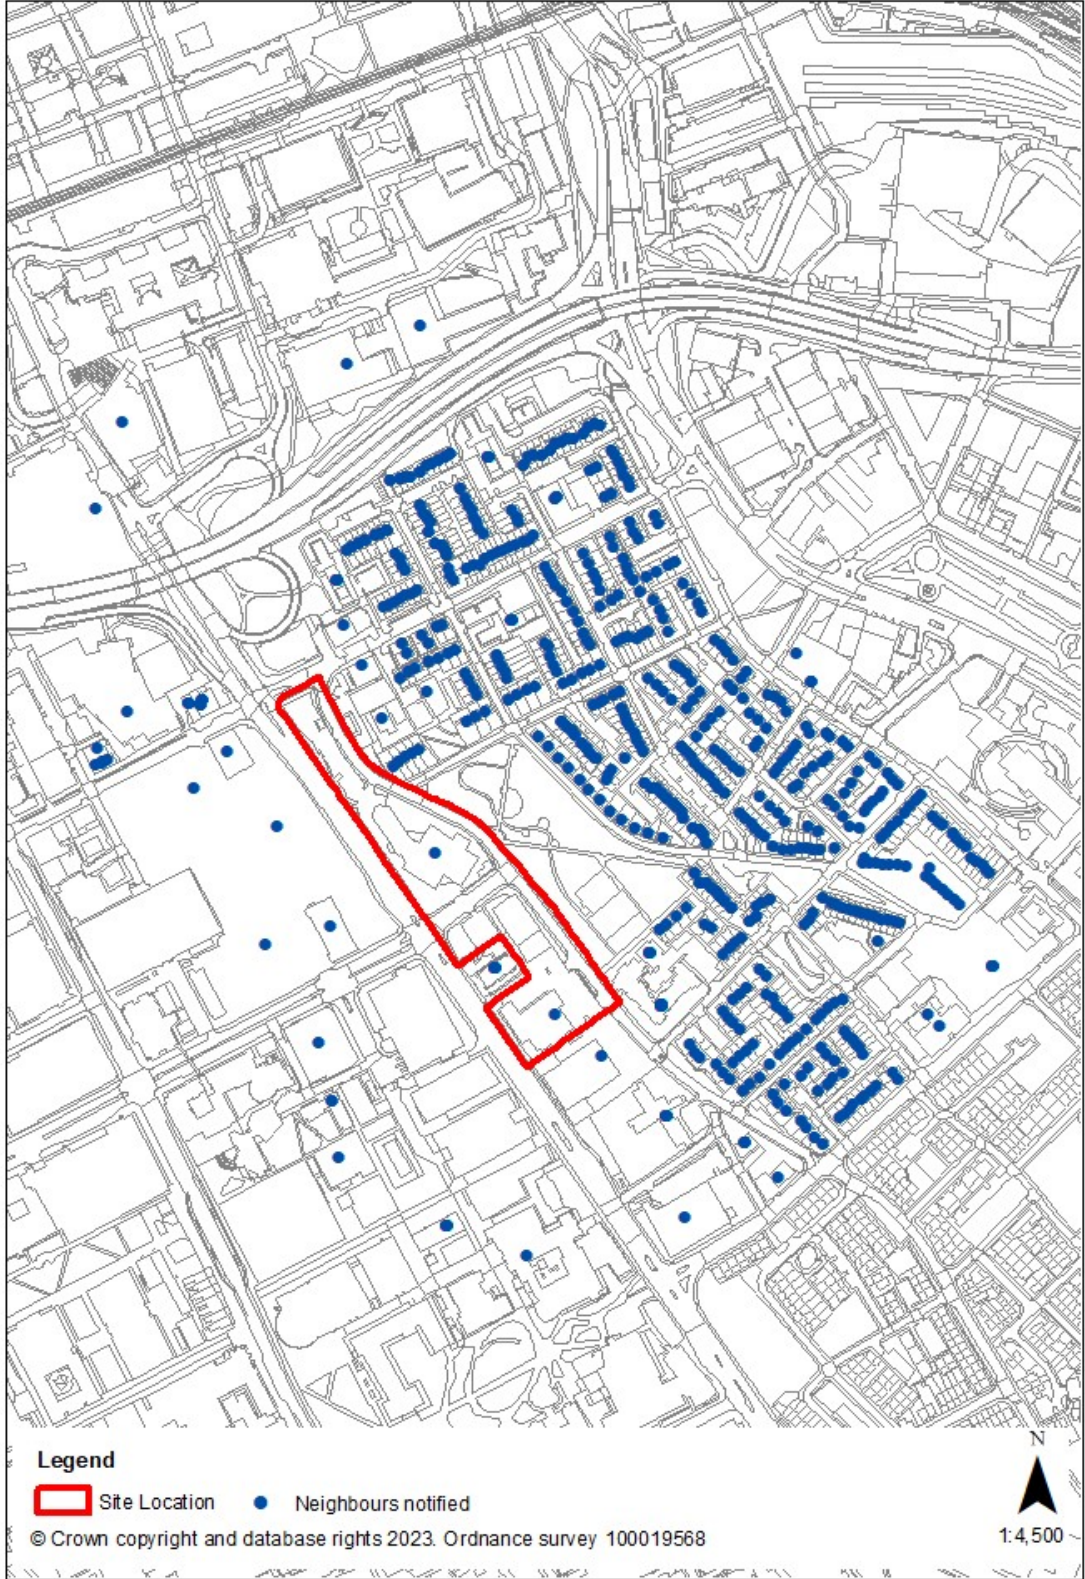 N
Legend
Site Location Neighbours notified
© Crown copyright and database rights 2023. Ordnance survey 100019568
1:4,500